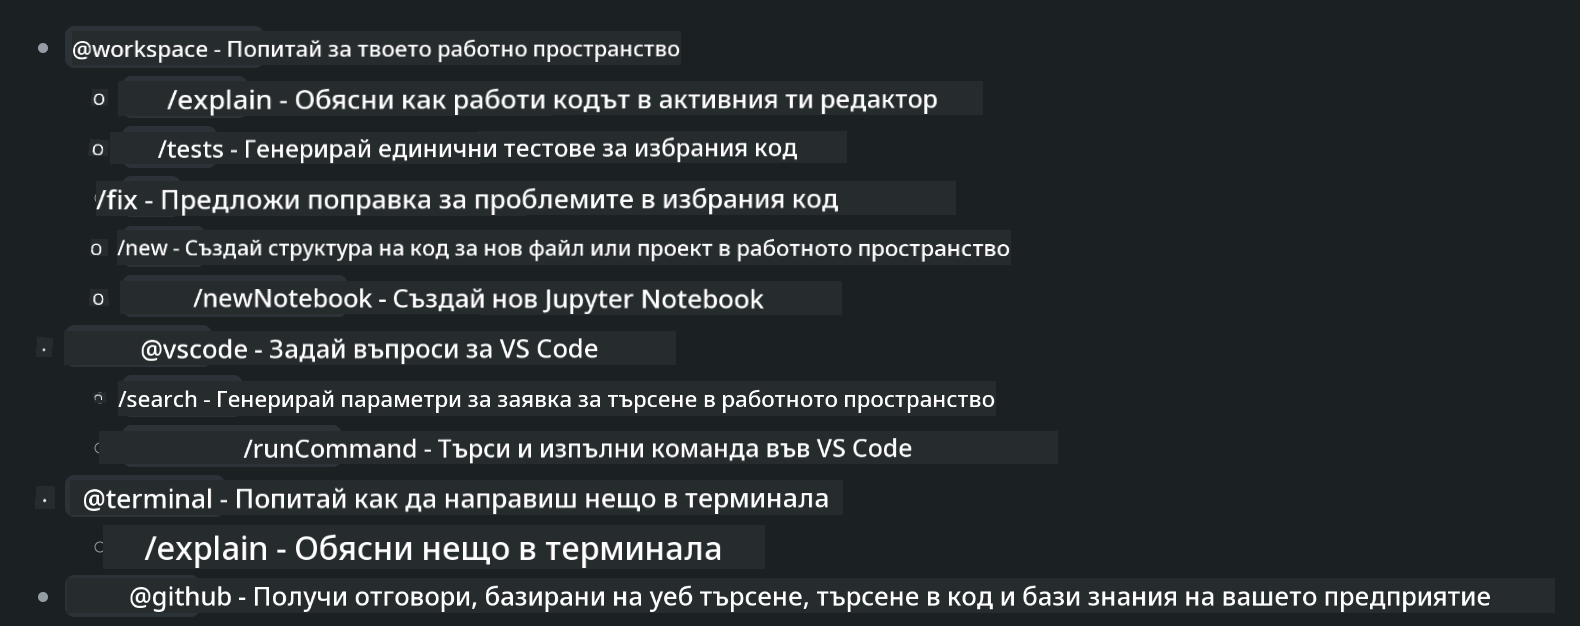 @workspace - Попитай за твоето работно пространство
/explain - Обясни как работи кодът в активния ти редактор
/tests - Генерирай единични тестове за избрания код
/fix - Предложи поправка за проблемите в избрания код
/new - Създай структура на код за нов файл или проект в работното пространство
/newNotebook - Създай нов Jupyter Notebook
@vscode - Задай въпроси за VS Code
/search - Генерирай параметри за заявка за търсене в работното пространство
/runCommand - Търси и изпълни команда във VS Code
@terminal - Попитай как да направиш нещо в терминала
/explain - Обясни нещо в терминала
@github - Получи отговори, базирани на уеб търсене, търсене в код и бази знания на вашето предприятие